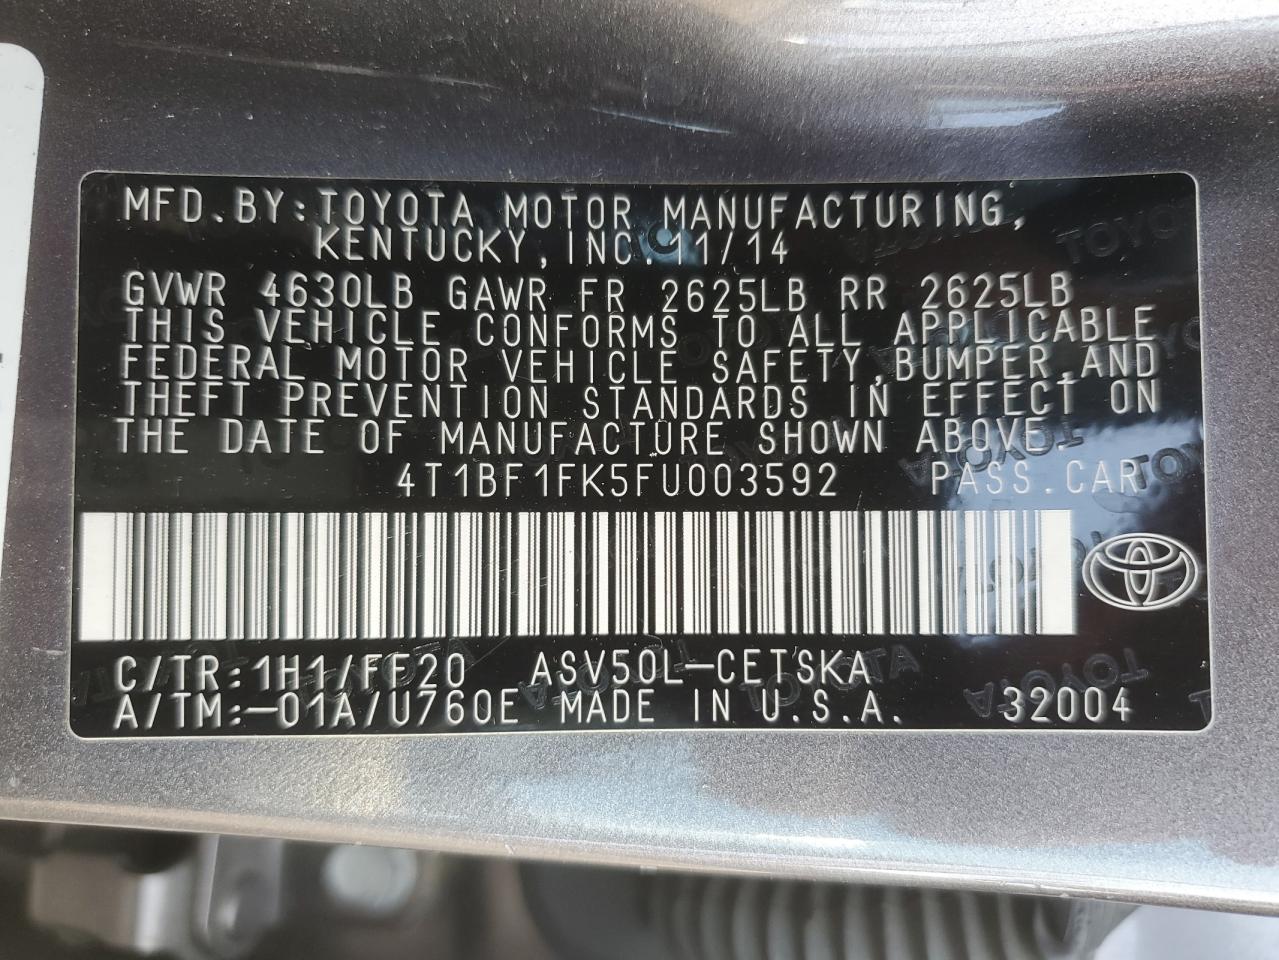 MFD.BY:TOYOTA MOTOR MANUFACTURING,
KENTUCKY,INC. 11/14
GVWR 4630LB GAWR FR 2625LB RR 2625LB
THIS VEHICLE CONFORMS TO ALL APPLICABLE
FEDERAL MOTOR VEHICLE SAFETY,BUMPER,AND
THEFT PREVENTION STANDARDS IN EFFECT ON
THE DATE OF MANUFACTURE SHOWN ABOVE.
4T1BF1FK5FU003592 PASS.CAR
C/TR:1H1/FF20 ASV50L-CETSKA
A/TM:-01A/U760E MADE IN U.S.A. 32004